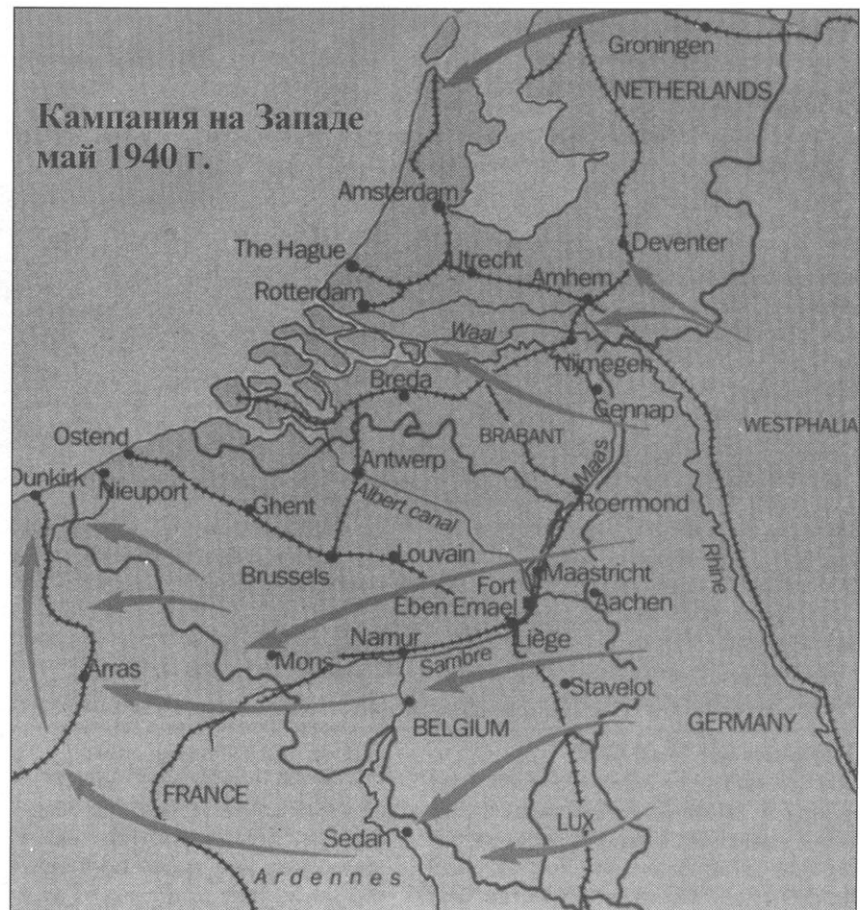 Groningen
NETHERLANDS
Кампания на Западе
май 1940 г.
Amsterdam
The Hague
Utrecht
Deventer
Rotterdam
Arnhem
Waal
Nijmegen
Breda
Gennap
BRABANT
WESTPHALIA
Ostend
Maas
Dunkirk
Nieuport
Antwerp
Ghent
Albert canal
Roermond
Brussels
Louvain
Rhine
Maastricht
Fort
Eben Emael
Aachen
Liège
Namur
Mons
Sambre
Arras
Stavelot
BELGIUM
GERMANY
FRANCE
LUX
Sedan
Ardennes